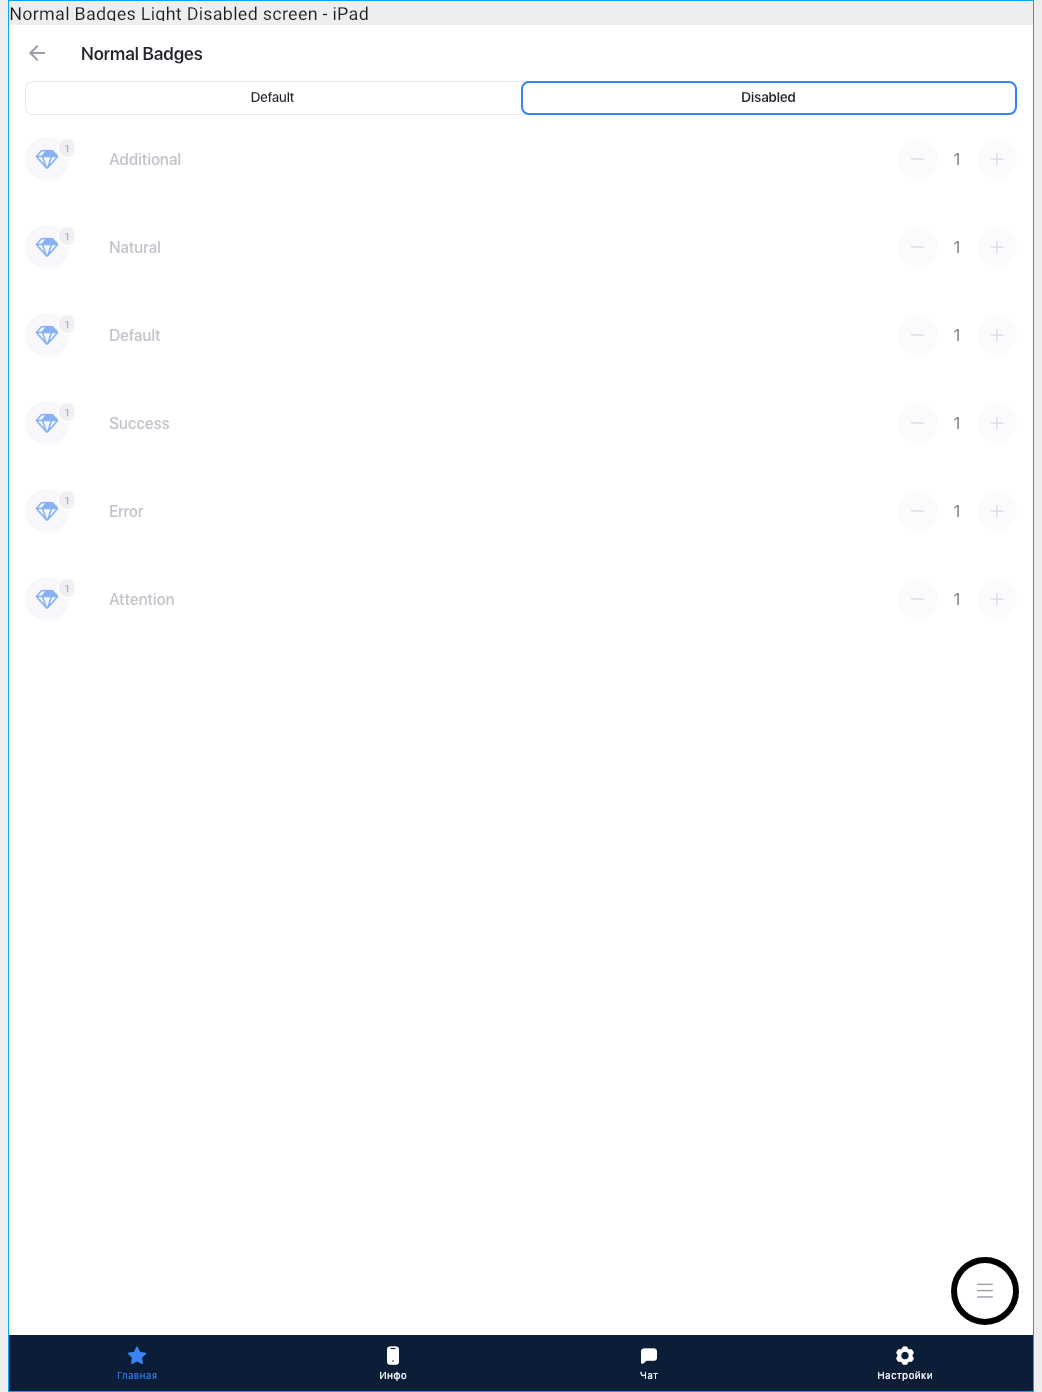 Normal Badges Light Disabled screen - iPad
Normal Badges
Default Disabled
1 Additional 1
1 Natural 1
1 Default 1
1 Success 1
1 Error 1
1 Attention 1
Главная Инфо Чат Настройки